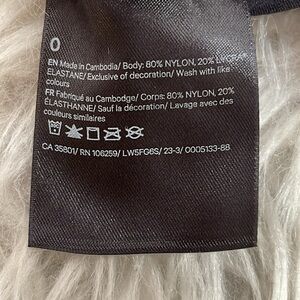 0
EN Made in Cambodia/ Body: 80% NYLON, 20% LYCRA
ELASTANE/ Exclusive of decoration/ Wash with like
colours
FR Fabriqué au Cambodge/ Corps: 80% NYLON, 20%
ÉLASTHANNE/ Sauf la décoration/ Lavage avec des
couleurs similaires
CA 35801/ RN 106259/ LWSFG6S/ 23-3/ 0005133-88